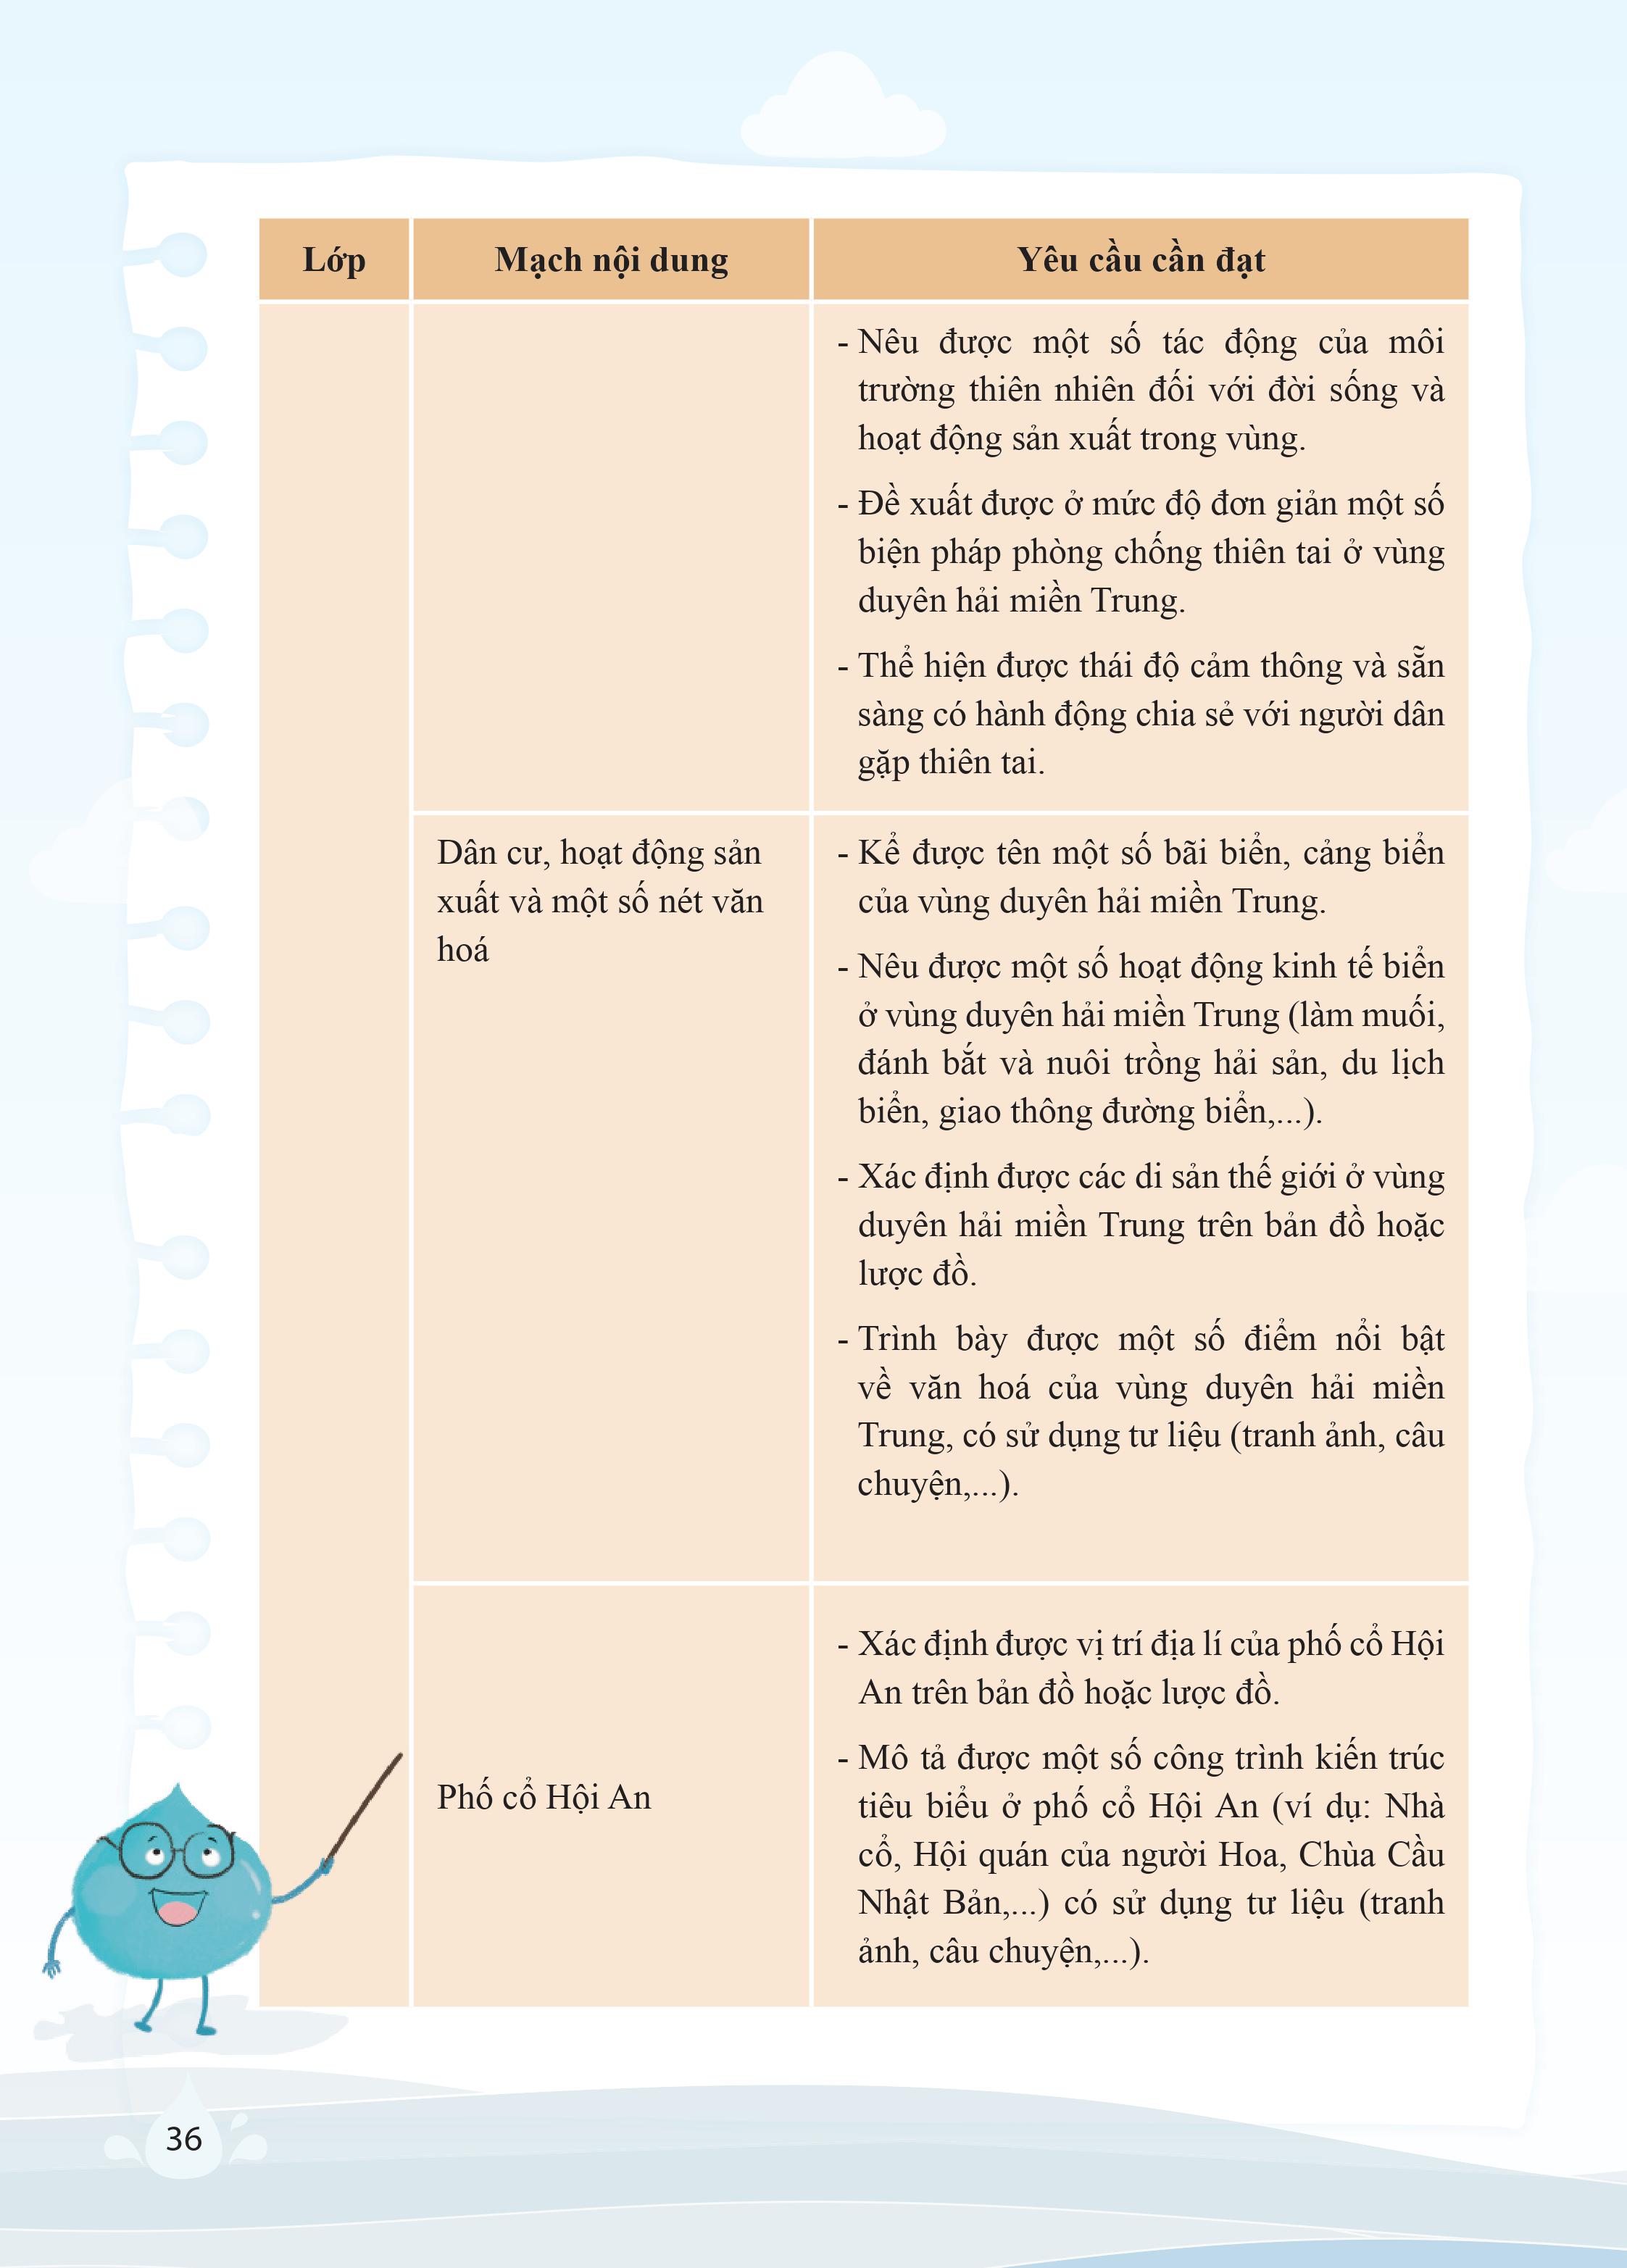 Lớp
Mạch nội dung
Yêu cầu cần đạt
- Nêu được một số tác động của môi
trường thiên nhiên đối với đời sống và
hoạt động sản xuất trong vùng.
- Đề xuất được ở mức độ đơn giản một số
biện pháp phòng chống thiên tai ở vùng
duyên hải miền Trung.
- Thể hiện được thái độ cảm thông và sẵn
sàng có hành động chia sẻ với người dân
gặp thiên tai.
Dân cư, hoạt động sản
xuất và một số nét văn
hoá
- Kể được tên một số bãi biển, cảng biển
của vùng duyên hải miền Trung.
- Nêu được một số hoạt động kinh tế biển
ở vùng duyên hải miền Trung (làm muối,
đánh bắt và nuôi trồng hải sản, du lịch
biển, giao thông đường biển,...).
- Xác định được các di sản thế giới ở vùng
duyên hải miền Trung trên bản đồ hoặc
lược đồ.
- Trình bày được một số điểm nổi bật
về văn hoá của vùng duyên hải miền
Trung, có sử dụng tư liệu (tranh ảnh, câu
chuyện,...).
Phố cổ Hội An
- Xác định được vị trí địa lí của phố cổ Hội
An trên bản đồ hoặc lược đồ.
- Mô tả được một số công trình kiến trúc
tiêu biểu ở phố cổ Hội An (ví dụ: Nhà
cổ, Hội quán của người Hoa, Chùa Cầu
Nhật Bản,...) có sử dụng tư liệu (tranh
ảnh, câu chuyện,...).
36